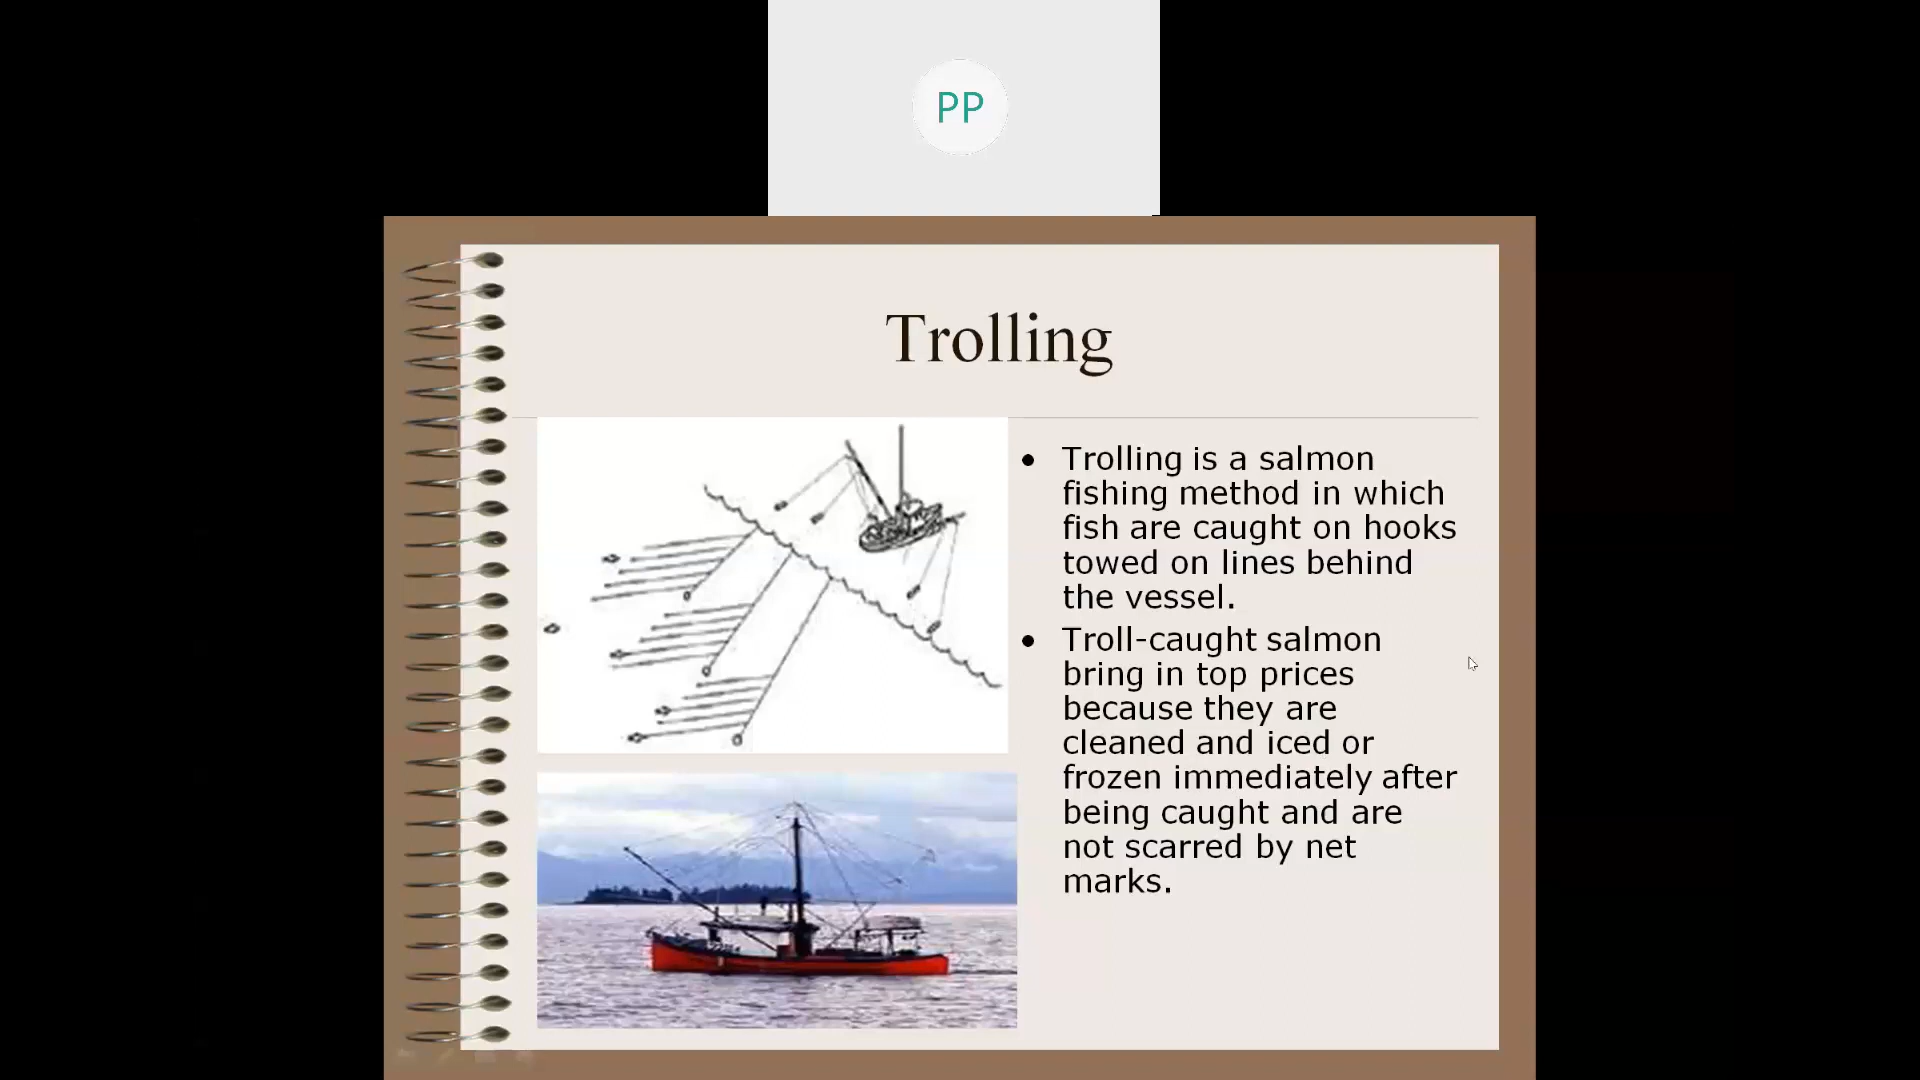 PP
Trolling
• Trolling is a salmon
fishing method in which
fish are caught on hooks
towed on lines behind
the vessel.
• Troll-caught salmon
bring in top prices
because they are
cleaned and iced or
frozen immediately after
being caught and are
not scarred by net
marks.